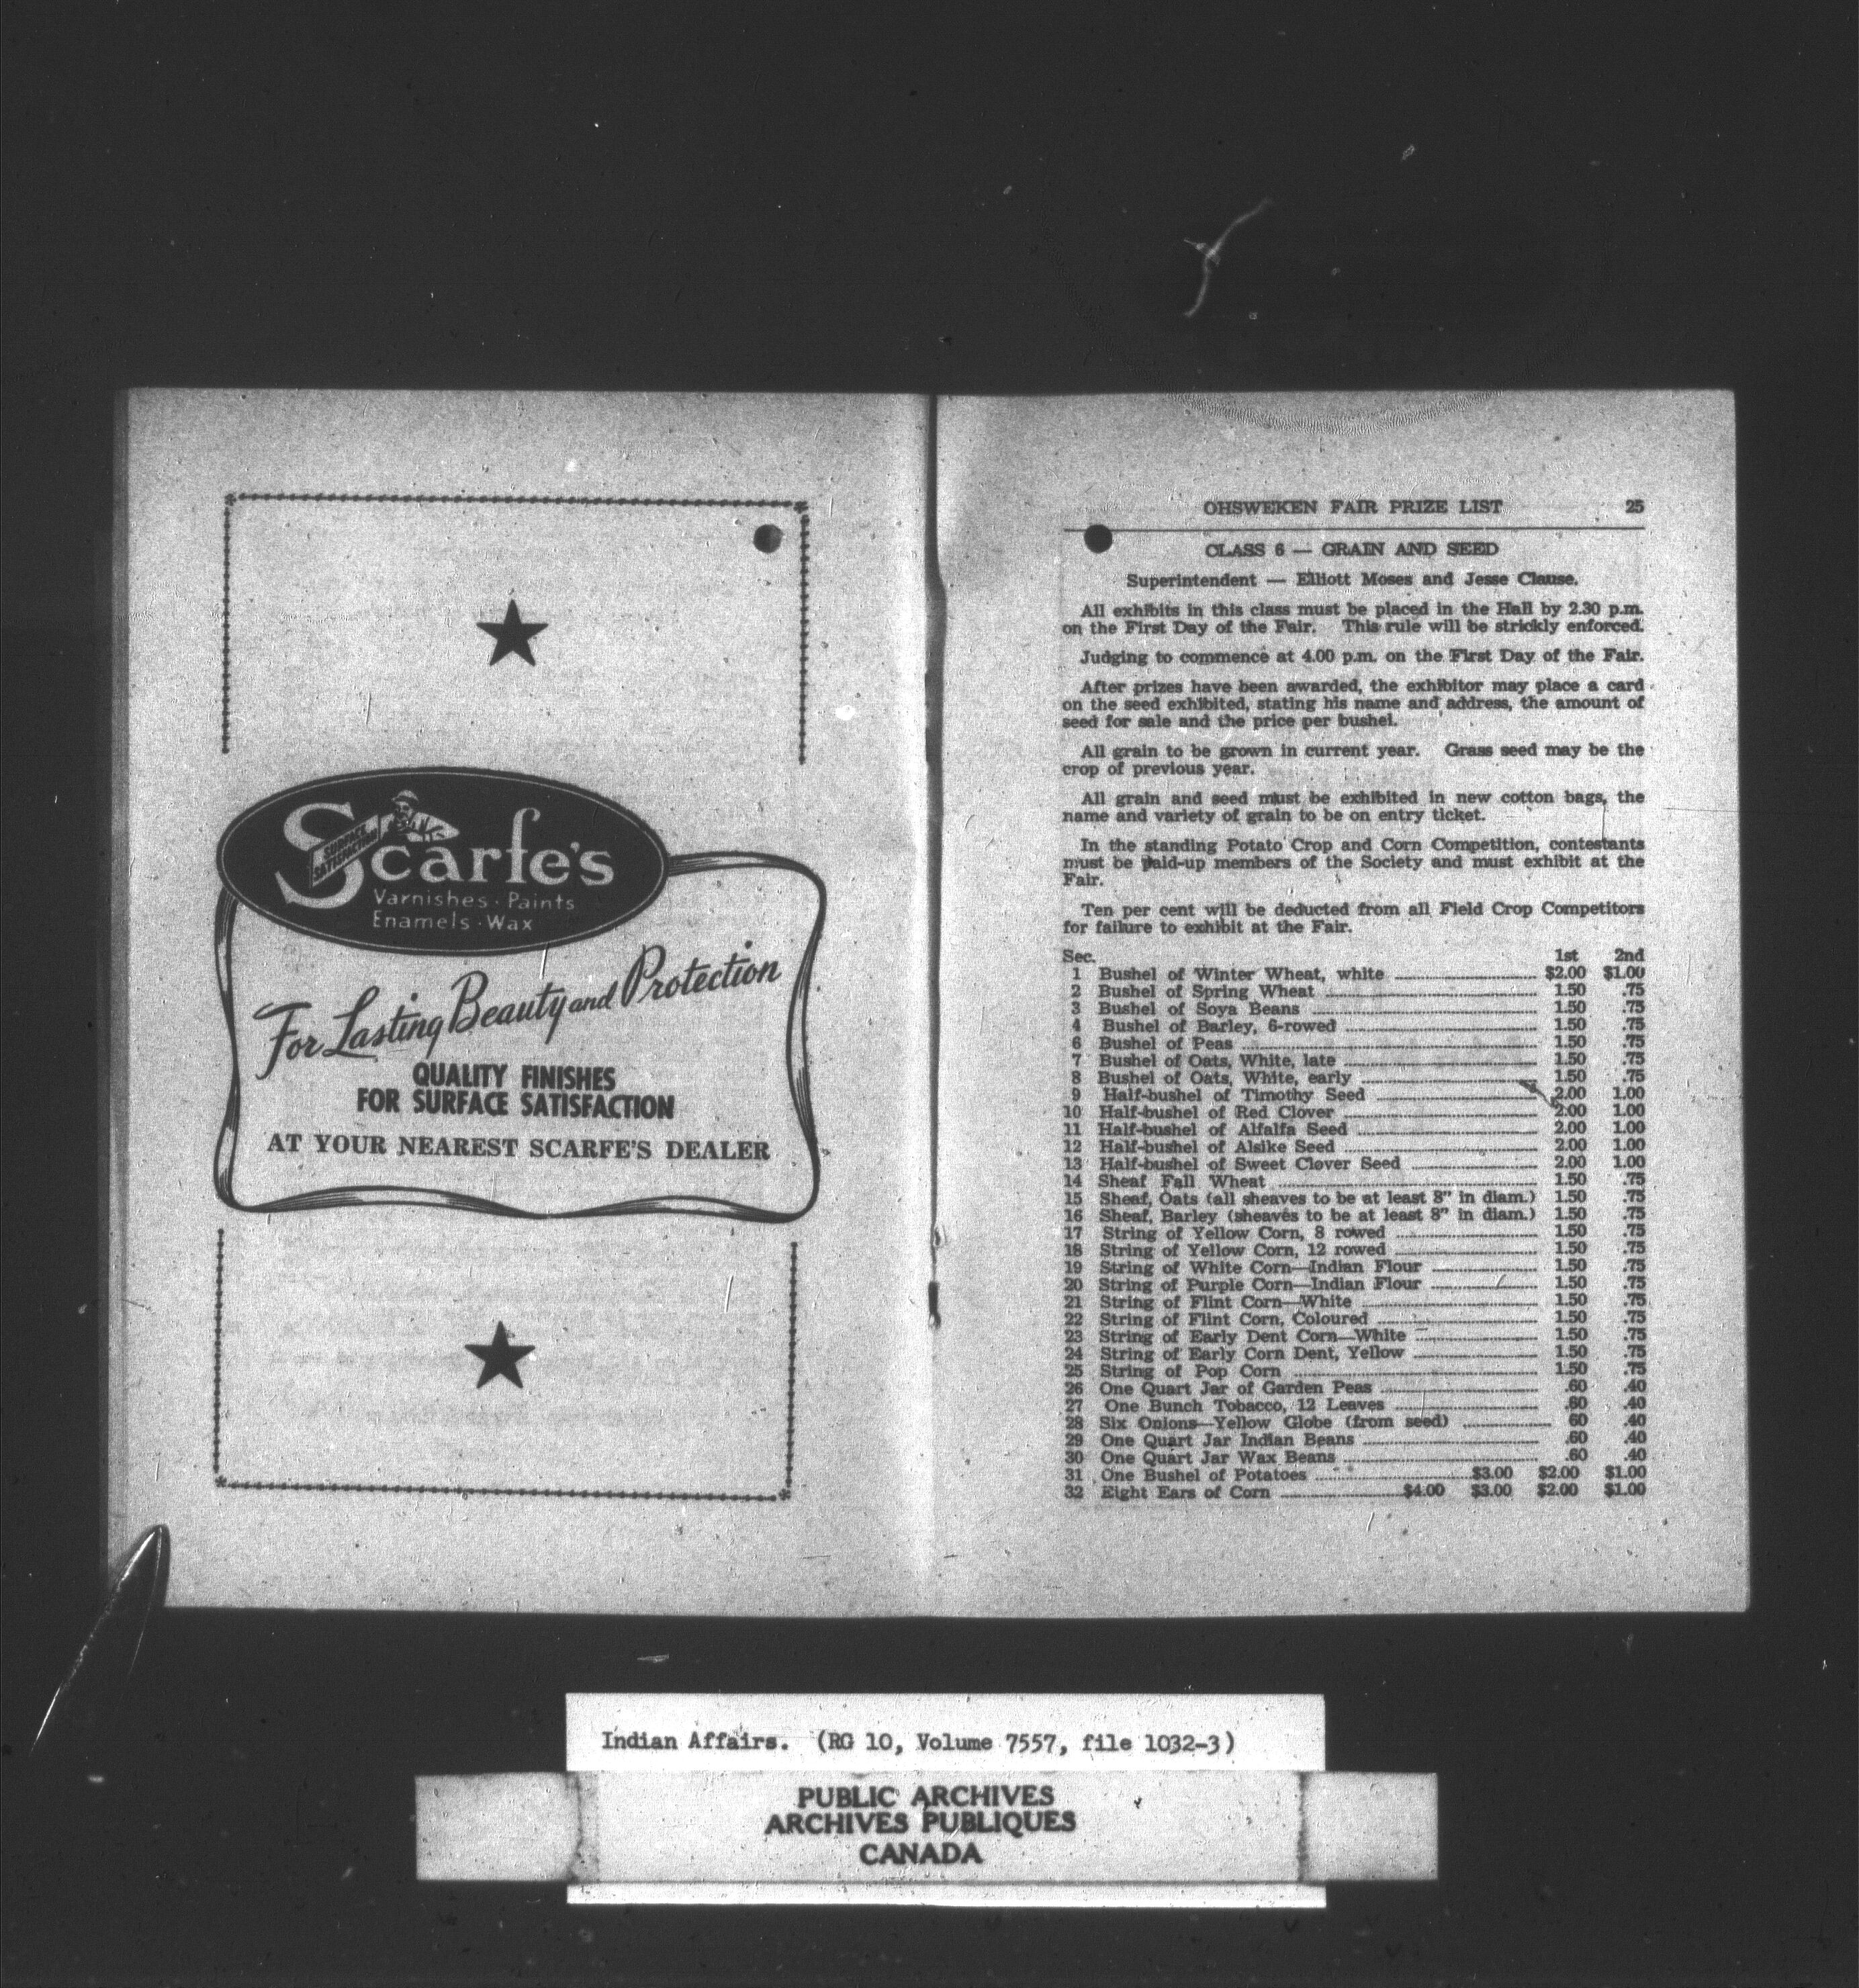 SURFACE
SATISFACTION
Scarfe's
Varnishes · Paints
Enamels · Wax
For Lasting Beauty and Protection
QUALITY FINISHES
FOR SURFACE SATISFACTION
AT YOUR NEAREST SCARFE'S DEALER
OHSWEKEN FAIR PRIZE LIST 25
CLASS 6 — GRAIN AND SEED
Superintendent — Elliott Moses and Jesse Clause.
All exhibits in this class must be placed in the Hall by 2.30 p.m.
on the First Day of the Fair. This rule will be strickly enforced.
Judging to commence at 4.00 p.m. on the First Day of the Fair.
After prizes have been awarded, the exhibitor may place a card
on the seed exhibited, stating his name and address, the amount of
seed for sale and the price per bushel.
All grain to be grown in current year. Grass seed may be the
crop of previous year.
All grain and seed must be exhibited in new cotton bags, the
name and variety of grain to be on entry ticket.
In the standing Potato Crop and Corn Competition, contestants
must be paid-up members of the Society and must exhibit at the
Fair.
Ten per cent will be deducted from all Field Crop Competitors
for failure to exhibit at the Fair.
Sec. 1st 2nd
1 Bushel of Winter Wheat, white $2.00 $1.00
2 Bushel of Spring Wheat 1.50 .75
3 Bushel of Soya Beans 1.50 .75
4 Bushel of Barley, 6-rowed 1.50 .75
6 Bushel of Peas 1.50 .75
7 Bushel of Oats, White, late 1.50 .75
8 Bushel of Oats, White, early 1.50 .75
9 Half-bushel of Timothy Seed 2.00 1.00
10 Half-bushel of Red Clover 2.00 1.00
11 Half-bushel of Alfalfa Seed 2.00 1.00
12 Half-bushel of Alsike Seed 2.00 1.00
13 Half-bushel of Sweet Clover Seed 2.00 1.00
14 Sheaf Fall Wheat 1.50 .75
15 Sheaf, Oats (all sheaves to be at least 8" in diam.) 1.50 .75
16 Sheaf, Barley (sheaves to be at least 8" in diam.) 1.50 .75
17 String of Yellow Corn, 8 rowed 1.50 .75
18 String of Yellow Corn, 12 rowed 1.50 .75
19 String of White Corn—Indian Flour 1.50 .75
20 String of Purple Corn—Indian Flour 1.50 .75
21 String of Flint Corn—White 1.50 .75
22 String of Flint Corn, Coloured 1.50 .75
23 String of Early Dent Corn—White 1.50 .75
24 String of Early Corn Dent, Yellow 1.50 .75
25 String of Pop Corn 1.50 .75
26 One Quart Jar of Garden Peas .60 .40
27 One Bunch Tobacco, 12 Leaves .60 .40
28 Six Onions—Yellow Globe (from seed) 60 .40
29 One Quart Jar Indian Beans .60 .40
30 One Quart Jar Wax Beans .60 .40
31 One Bushel of Potatoes $3.00 $2.00 $1.00
32 Eight Ears of Corn $4.00 $3.00 $2.00 $1.00
Indian Affairs. (RG 10, Volume 7557, file 1032-3)
PUBLIC ARCHIVES
ARCHIVES PUBLIQUES
CANADA